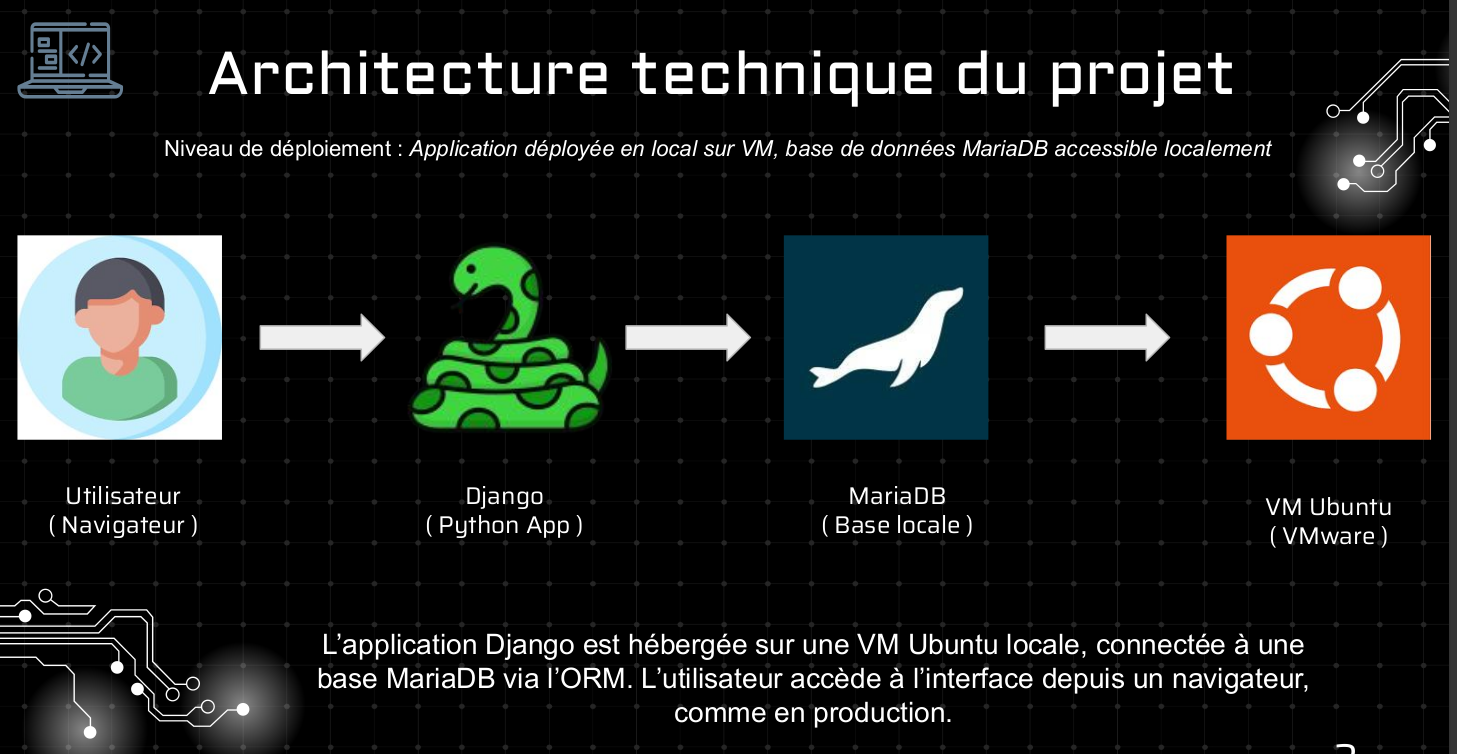 Architecture technique du projet
Niveau de déploiement : Application déployée en local sur VM, base de données MariaDB accessible localement
Utilisateur
( Navigateur )
Django
( Python App )
MariaDB
( Base locale )
VM Ubuntu
( VMware )
L’application Django est hébergée sur une VM Ubuntu locale, connectée à une
base MariaDB via l’ORM. L’utilisateur accède à l’interface depuis un navigateur,
comme en production.